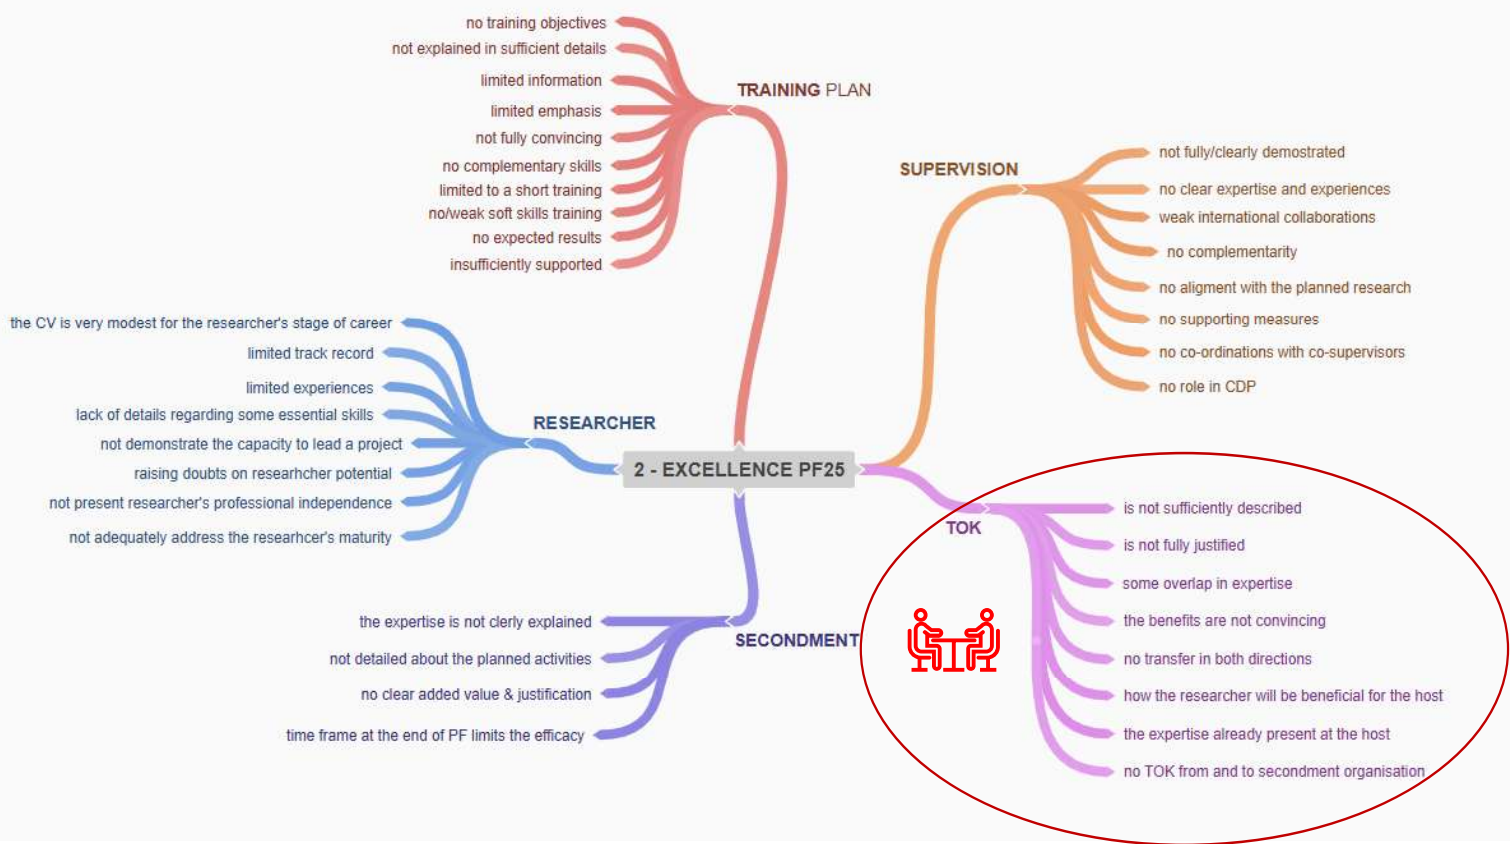 no training objectives
not explained in sufficient details
limited information
limited emphasis
not fully convincing
no complementary skills
limited to a short training
no/weak soft skills training
no expected results
insufficiently supported
TRAINING PLAN
SUPERVISION
not fully/clearly demostrated
no clear expertise and experiences
weak international collaborations
no complementarity
no aligment with the planned research
no supporting measures
no co-ordinations with co-supervisors
no role in CDP
the CV is very modest for the researcher's stage of career
limited track record
limited experiences
lack of details regarding some essential skills
not demonstrate the capacity to lead a project
raising doubts on researhcher potential
not present researcher's professional independence
not adequately address the researhcer's maturity
RESEARCHER
2 - EXCELLENCE PF25
TOK
is not sufficiently described
is not fully justified
some overlap in expertise
the benefits are not convincing
no transfer in both directions
how the researcher will be beneficial for the host
the expertise already present at the host
no TOK from and to secondment organisation
the expertise is not clerly explained
not detailed about the planned activities
no clear added value & justification
time frame at the end of PF limits the efficacy
SECONDMENT